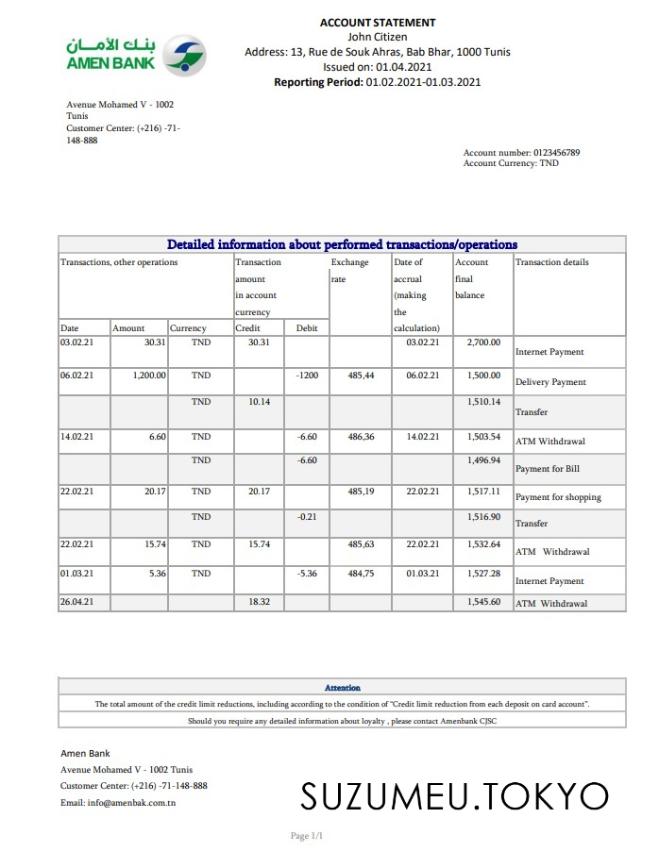 ACCOUNT STATEMENT
John Citizen
Address: 13, Rue de Souk Ahras, Bab Bhar, 1000 Tunis
Issued on: 01.04.2021
Reporting Period: 01.02.2021-01.03.2021
بنك الأمان
AMEN BANK
Avenue Mohamed V - 1002
Tunis
Customer Center: (+216) -71-
148-888
Account number: 0123456789
Account Currency: TND
Detailed information about performed transactions/operations
Transactions, other operations Transaction amount in account currency Exchange rate Date of accrual (making the calculation) Account final balance Transaction details
Date Amount Currency Credit Debit
03.02.21 30.31 TND 30.31 03.02.21 2,700.00 Internet Payment
06.02.21 1,200.00 TND -1200 485,44 06.02.21 1,500.00 Delivery Payment
TND 10.14 1,510.14 Transfer
14.02.21 6.60 TND -6.60 486,36 14.02.21 1,503.54 ATM Withdrawal
TND -6.60 1,496.94 Payment for Bill
22.02.21 20.17 TND 20.17 485,19 22.02.21 1,517.11 Payment for shopping
TND -0.21 1,516.90 Transfer
22.02.21 15.74 TND 15.74 485,63 22.02.21 1,532.64 ATM Withdrawal
01.03.21 5.36 TND -5.36 484,75 01.03.21 1,527.28 Internet Payment
26.04.21 18.32 1,545.60 ATM Withdrawal
Attention
The total amount of the credit limit reductions, including according to the condition of "Credit limit reduction from each deposit on card account".
Should you require any detailed information about loyalty , please contact Amenbank CJSC
Amen Bank
Avenue Mohamed V - 1002 Tunis
Customer Center: (+216) -71-148-888
Email: info@amenbak.com.tn
SUZUMEU.TOKYO
Page 1/1